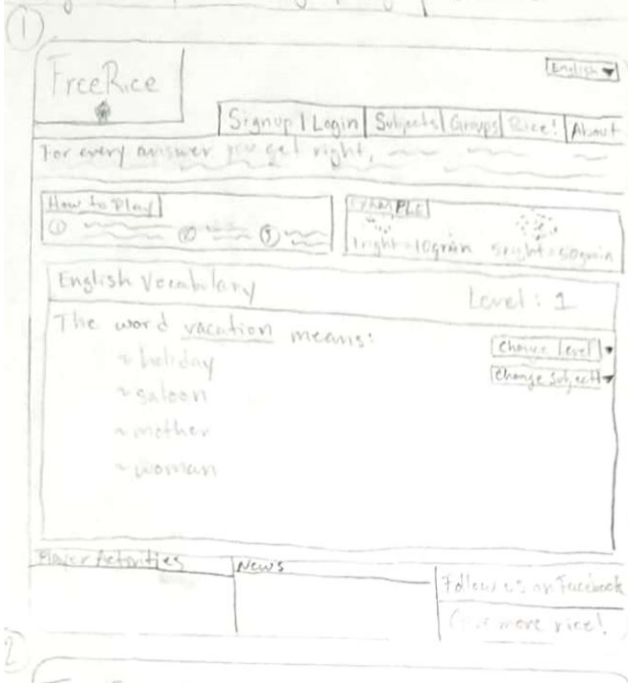 ①
FreeRice
English
Signup | Login | Subjects | Groups | Rice! | About
For every answer you get right,
How to Play
① ② ③
EXAMPLE
1 right = 10 grain 5 right = 50 grain
English Vocabulary
Level: 1
The word vacation means:
Change level
~ holiday
Change Subject
~ saloon
~ mother
~ woman
Player Activities
News
Follow us on Facebook
Give more rice!
2